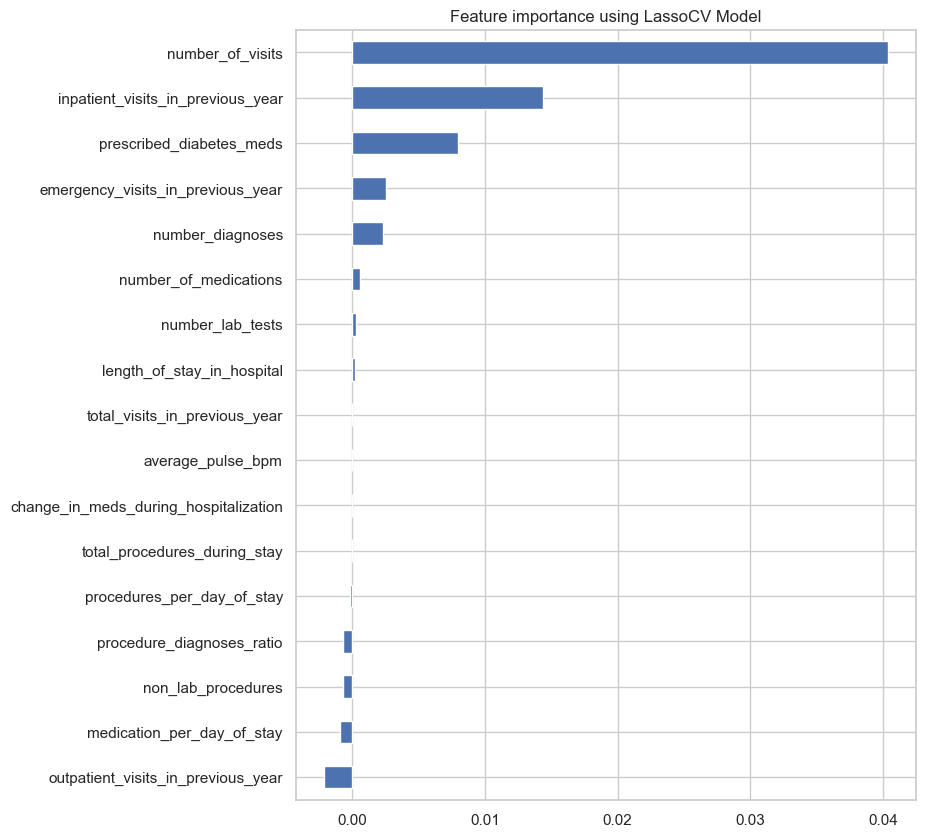 Feature importance using LassoCV Model
number_of_visits
inpatient_visits_in_previous_year
prescribed_diabetes_meds
emergency_visits_in_previous_year
number_diagnoses
number_of_medications
number_lab_tests
length_of_stay_in_hospital
total_visits_in_previous_year
average_pulse_bpm
change_in_meds_during_hospitalization
total_procedures_during_stay
procedures_per_day_of_stay
procedure_diagnoses_ratio
non_lab_procedures
medication_per_day_of_stay
outpatient_visits_in_previous_year
0.00 0.01 0.02 0.03 0.04